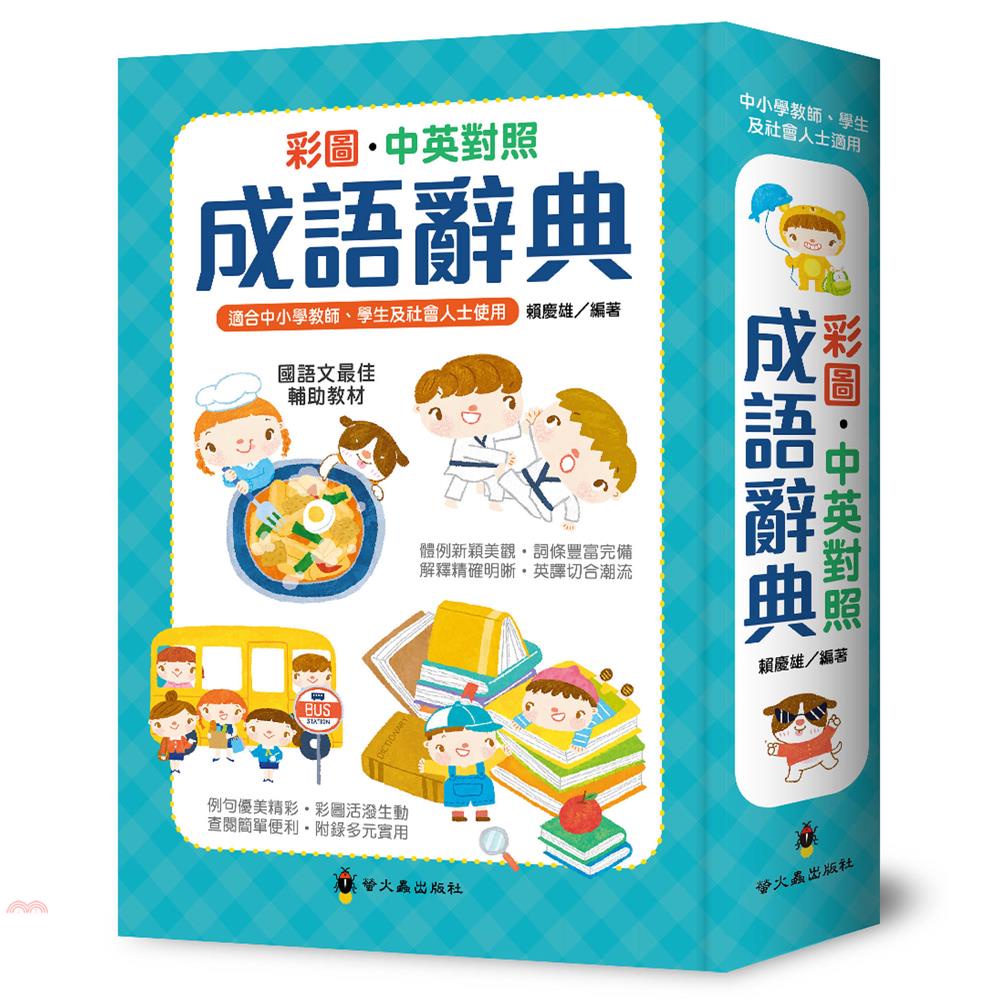 彩圖・中英對照
成語辭典
適合中小學教師、學生及社會人士使用
賴慶雄／編著
國語文最佳
輔助教材
體例新穎美觀・詞條豐富完備
解釋精確明晰・英譯切合潮流
BUS
STATION
DICTIONARY
例句優美精彩・彩圖活潑生動
查閱簡單便利・附錄多元實用
螢火蟲出版社
中小學教師、學生
及社會人士適用
彩圖・中英對照
成語辭典
賴慶雄／編著
螢火蟲出版社